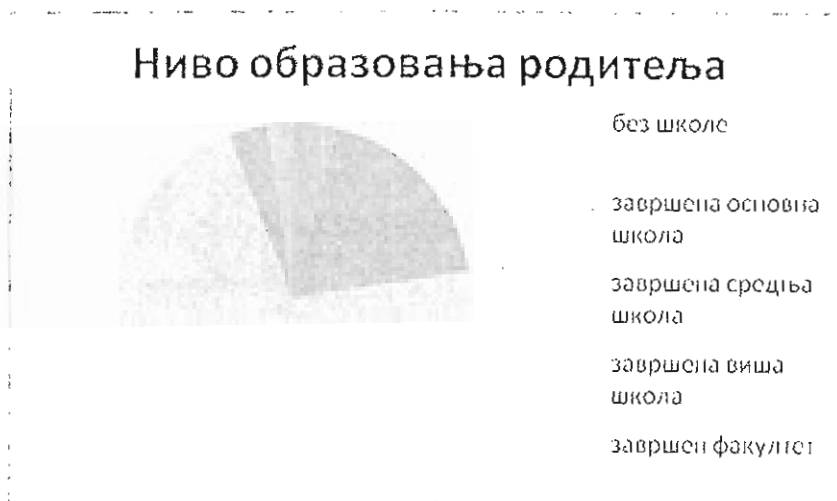 Ниво образовања родитеља
без школе
завршена основна
школа
завршена средња
школа
завршена виша
школа
завршен факултет